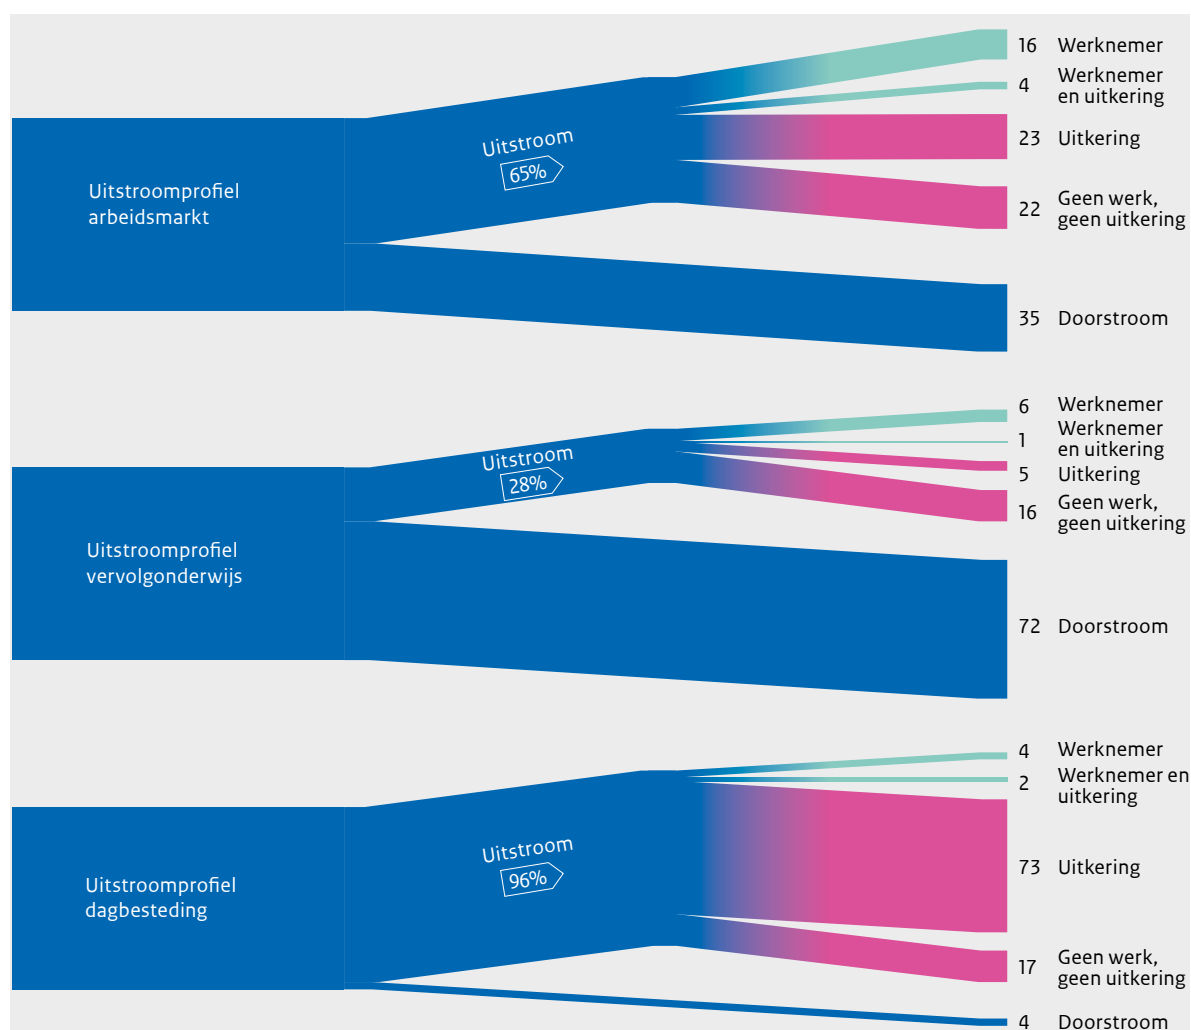 16 Werknemer
4 Werknemer
en uitkering
Uitstroom
65%
23 Uitkering
Uitstroomprofiel
arbeidsmarkt
22 Geen werk,
geen uitkering
35 Doorstroom
6 Werknemer
1 Werknemer
en uitkering
Uitstroom
28%
5 Uitkering
16 Geen werk,
geen uitkering
Uitstroomprofiel
vervolgonderwijs
72 Doorstroom
4 Werknemer
2 Werknemer en
uitkering
Uitstroom
96%
73 Uitkering
Uitstroomprofiel
dagbesteding
17 Geen werk,
geen uitkering
4 Doorstroom